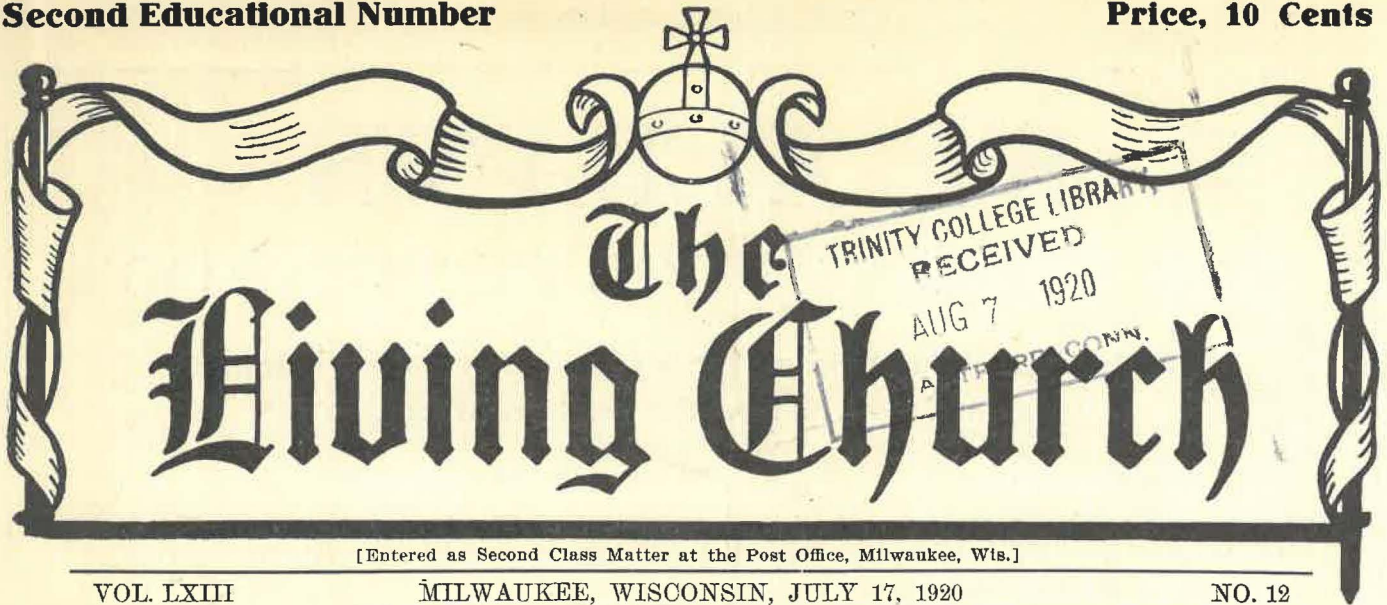 Second Educational Number
Price, 10 Cents
The
Living Church
TRINITY COLLEGE LIBRARY
RECEIVED
AUG 7 1920
CONN.
[Entered as Second Class Matter at the Post Office, Milwaukee, Wis.]
VOL. LXIII MILWAUKEE, WISCONSIN, JULY 17, 1920 NO. 12